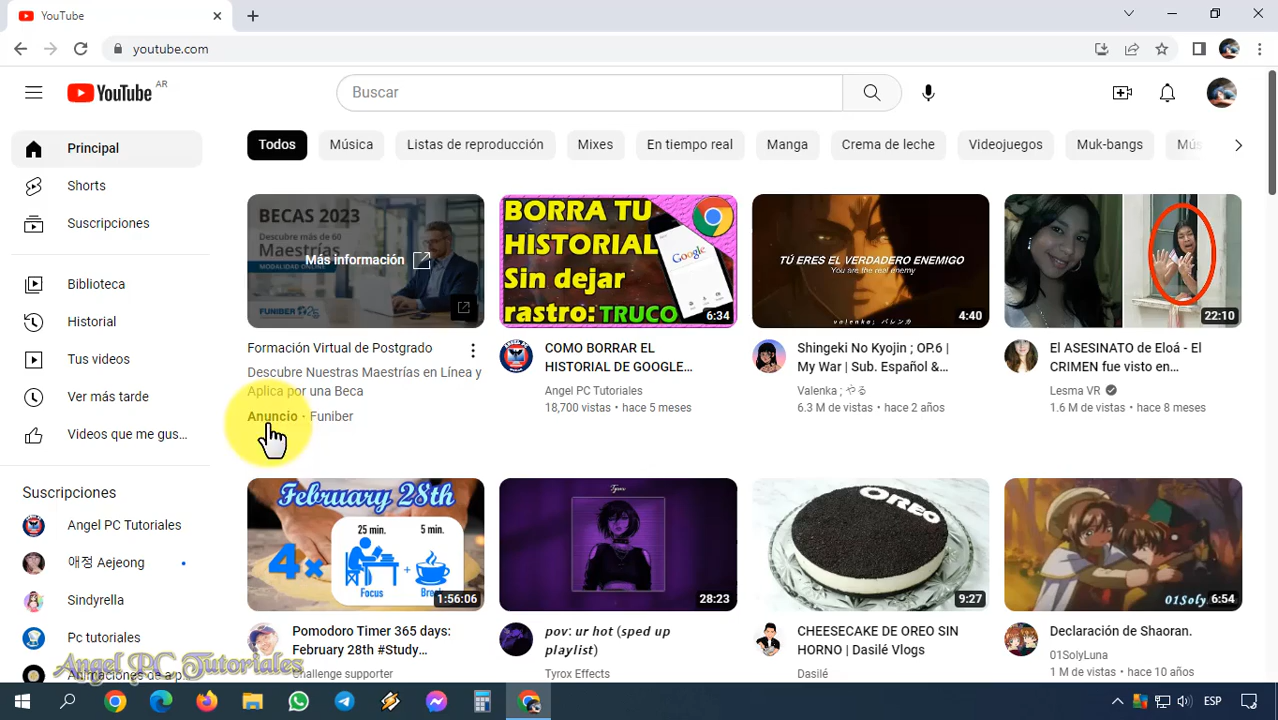 YouTube
youtube.com
YouTube AR
Buscar
Todos
Música
Listas de reproducción
Mixes
En tiempo real
Manga
Crema de leche
Videojuegos
Muk-bangs
Principal
Shorts
Suscripciones
Biblioteca
Historial
Tus videos
Ver más tarde
Videos que me gus...
Suscripciones
Angel PC Tutoriales
애정 Aejeong
Sindyrella
Pc tutoriales
Angel PC Tutoriales
BECAS 2023
Descubre más de 60
Maestrías
MODALIDAD ONLINE
Más información
FUNIBER
Formación Virtual de Postgrado
Descubre Nuestras Maestrías en Línea y
Aplica por una Beca
Anuncio · Funiber
BORRA TU
HISTORIAL
Sin dejar
rastro: TRUCO
Google
6:34
COMO BORRAR EL
HISTORIAL DE GOOGLE...
Angel PC Tutoriales
18,700 vistas · hace 5 meses
TÚ ERES EL VERDADERO ENEMIGO
You are the real enemy
valenka; バレンカ
4:40
Shingeki No Kyojin ; OP.6 |
My War | Sub. Español &...
Valenka ; やる
6.3 M de vistas · hace 2 años
22:10
El ASESINATO de Eloá - El
CRIMEN fue visto en...
Lesma VR
1.6 M de vistas · hace 8 meses
February 28th
4x
25 min.
Focus
+
5 min.
1:56:06
Pomodoro Timer 365 days:
February 28th #Study...
Challenge supporter
Tyrox
28:23
pov: ur hot (sped up
playlist)
Tyrox Effects
OREO
9:27
CHEESECAKE DE OREO SIN
HORNO | Dasilé Vlogs
Dasilé
01Soly
6:54
Declaración de Shaoran.
01SolyLuna
1 M de vistas · hace 10 años
ESP